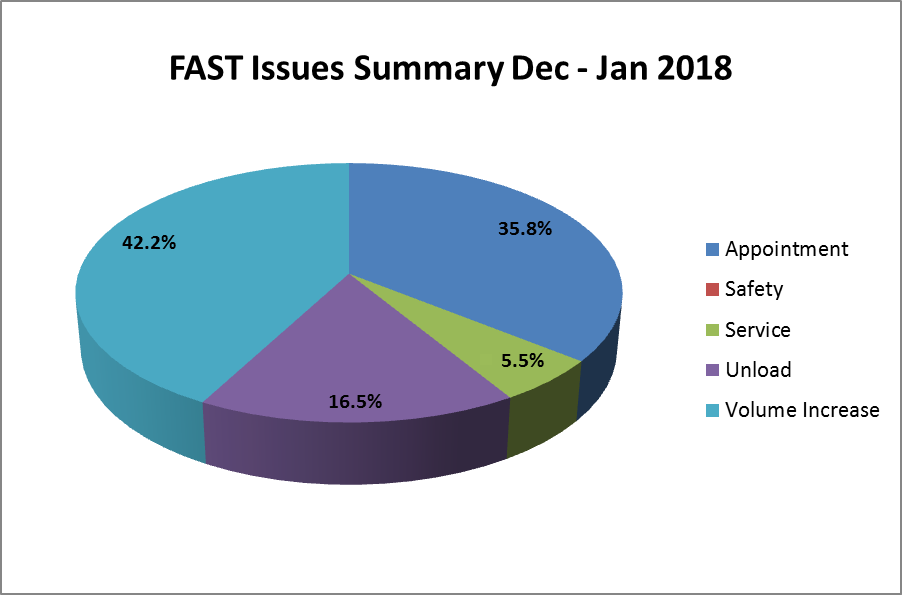 FAST Issues Summary Dec - Jan 2018
42.2%
35.8%
5.5%
16.5%
Appointment
Safety
Service
Unload
Volume Increase